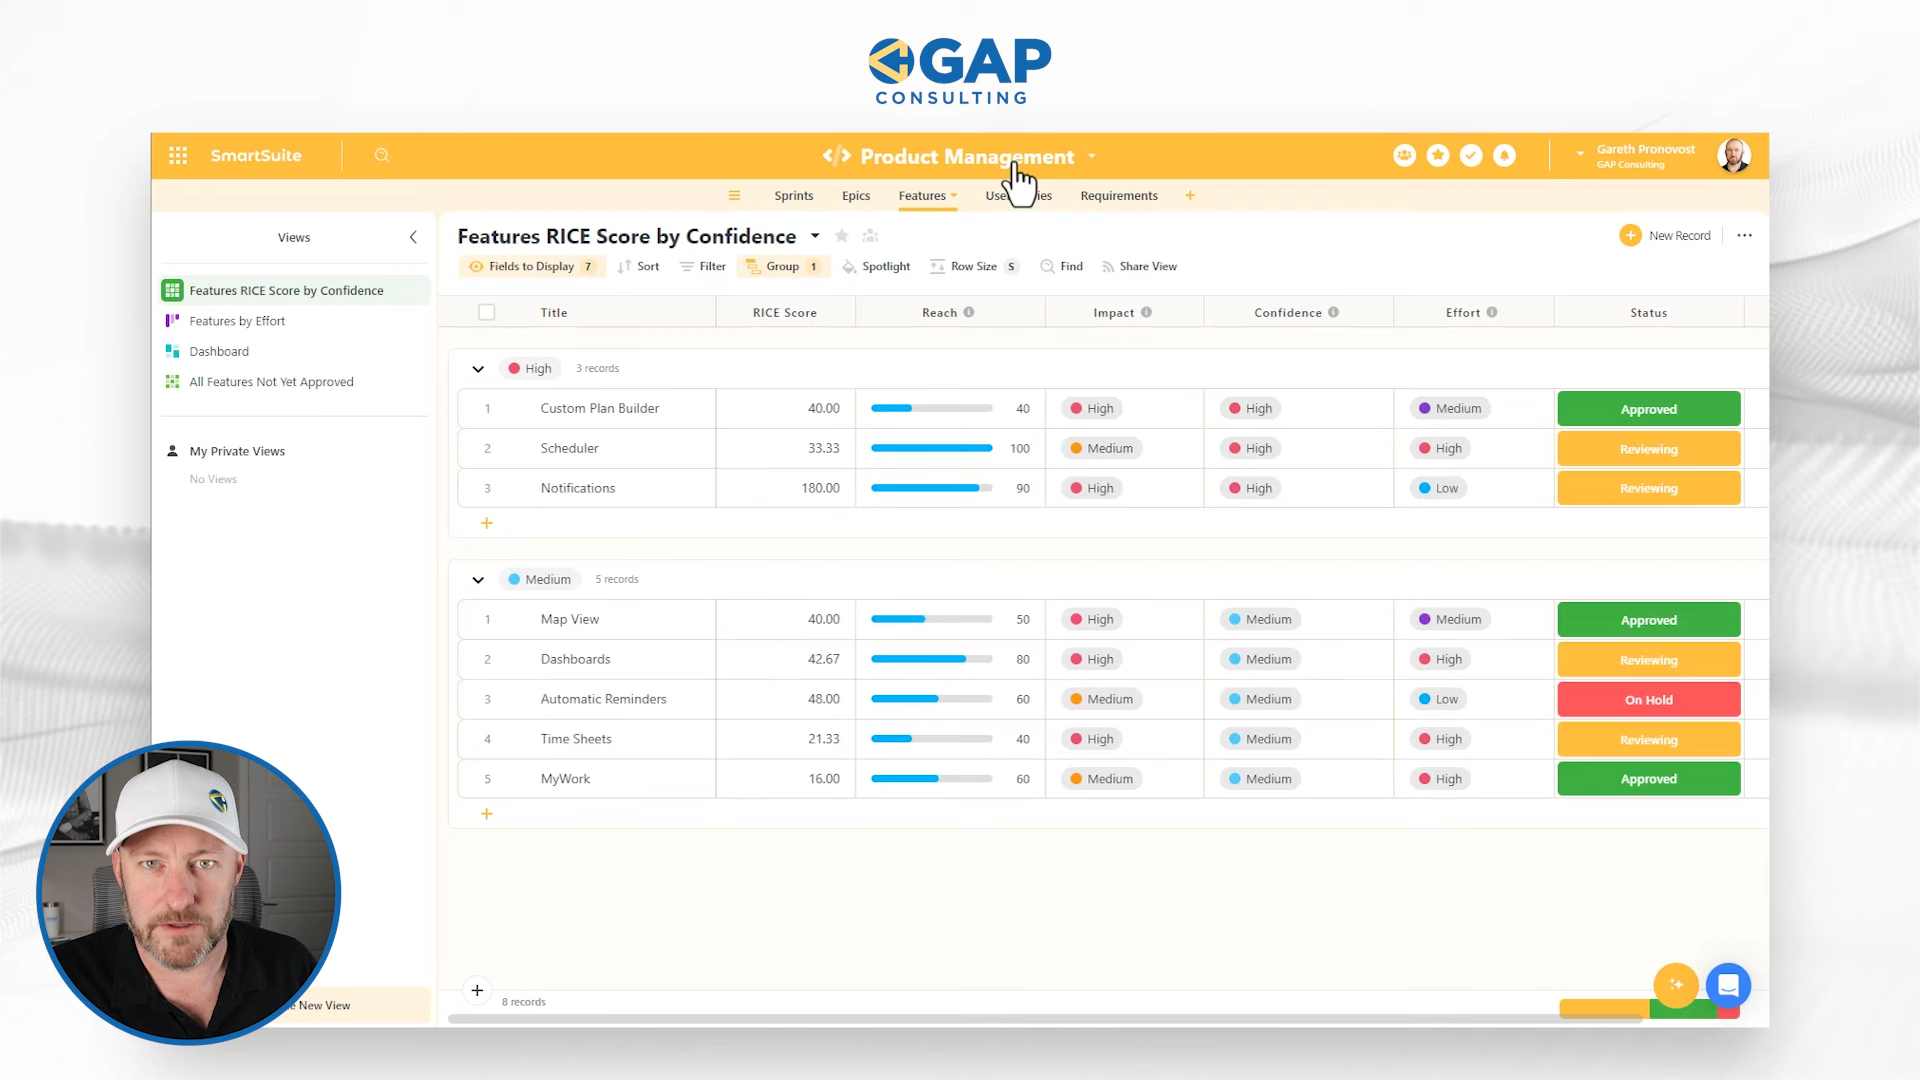 GAP
CONSULTING
SmartSuite
</> Product Management
Gareth Pronovost
GAP Consulting
Sprints Epics Features Requirements
Views
Features RICE Score by Confidence
New Record
Fields to Display 7 Sort Filter Group 1 Spotlight Row Size S Find Share View
Features RICE Score by Confidence
Features by Effort
Dashboard
All Features Not Yet Approved
My Private Views
No Views
Title RICE Score Reach Impact Confidence Effort Status
High 3 records
1 Custom Plan Builder 40.00 40 High High Medium Approved
2 Scheduler 33.33 100 Medium High High Reviewing
3 Notifications 180.00 90 High High Low Reviewing
Medium 5 records
1 Map View 40.00 50 High Medium Medium Approved
2 Dashboards 42.67 80 High Medium High Reviewing
3 Automatic Reminders 48.00 60 Medium Medium Low On Hold
4 Time Sheets 21.33 40 High Medium High Reviewing
5 MyWork 16.00 60 Medium Medium High Approved
New View
8 records